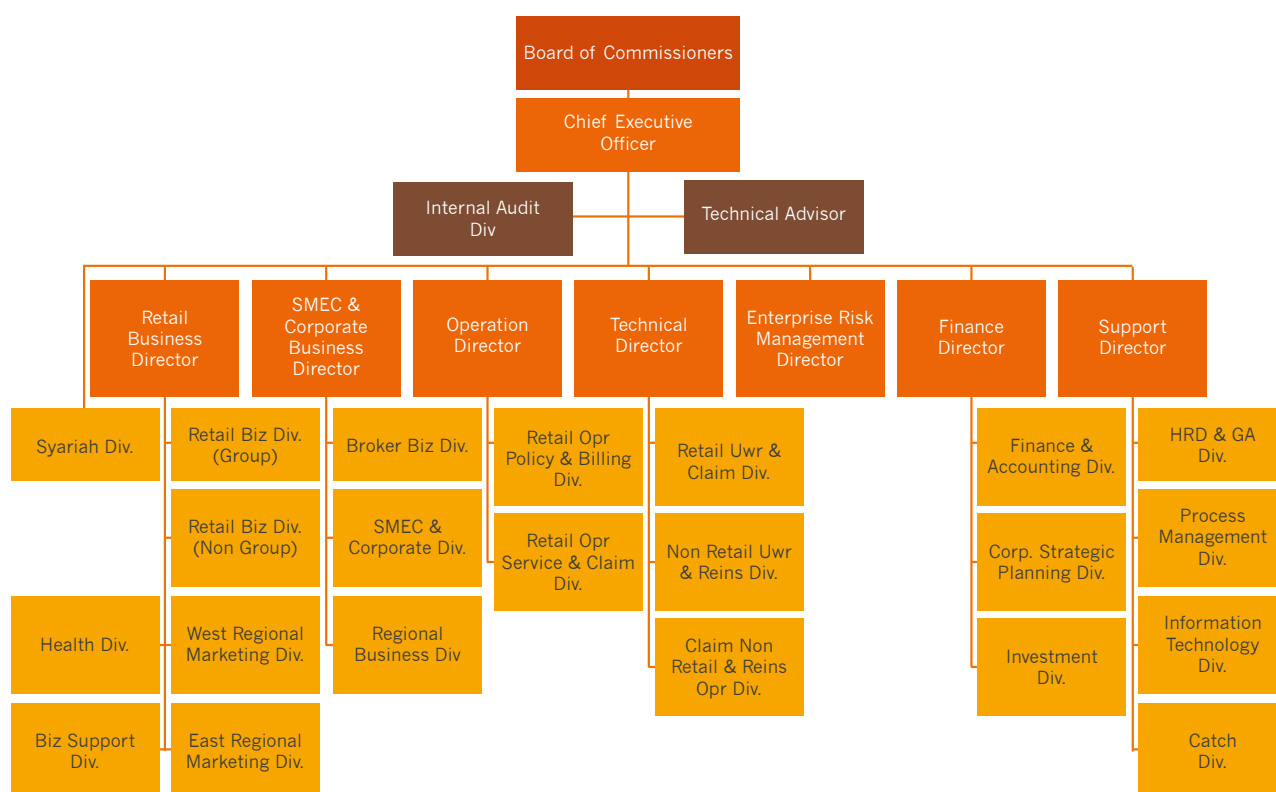 Board of Commissioners
Chief Executive
Officer
Internal Audit
Div
Technical Advisor
Retail
Business
Director
SMEC &
Corporate
Business
Director
Operation
Director
Technical
Director
Enterprise Risk
Management
Director
Finance
Director
Support
Director
Syariah Div.
Retail Biz Div.
(Group)
Broker Biz Div.
Retail Opr
Policy & Billing
Div.
Retail Uwr &
Claim Div.
Finance &
Accounting Div.
HRD & GA
Div.
Retail Biz Div.
(Non Group)
SMEC &
Corporate Div.
Retail Opr
Service & Claim
Div.
Non Retail Uwr
& Reins Div.
Corp. Strategic
Planning Div.
Process
Management
Div.
Health Div.
West Regional
Marketing Div.
Regional
Business Div
Claim Non
Retail & Reins
Opr Div.
Investment
Div.
Information
Technology
Div.
Biz Support
Div.
East Regional
Marketing Div.
Catch
Div.